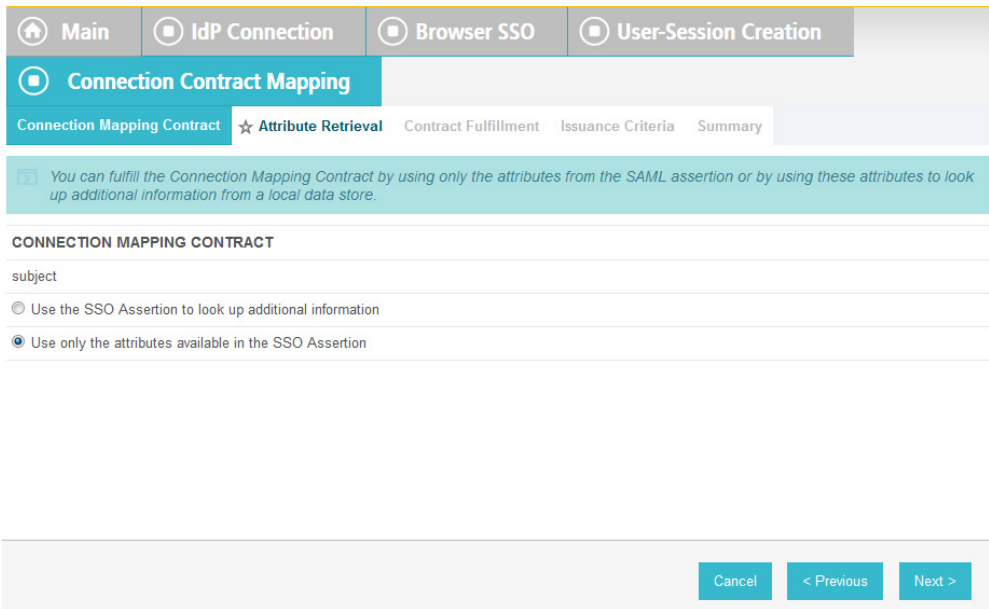 Main IdP Connection Browser SSO User-Session Creation
Connection Contract Mapping
Connection Mapping Contract Attribute Retrieval Contract Fulfillment Issuance Criteria Summary
You can fulfill the Connection Mapping Contract by using only the attributes from the SAML assertion or by using these attributes to look
up additional information from a local data store.
CONNECTION MAPPING CONTRACT
subject
Use the SSO Assertion to look up additional information
Use only the attributes available in the SSO Assertion
Cancel < Previous Next >